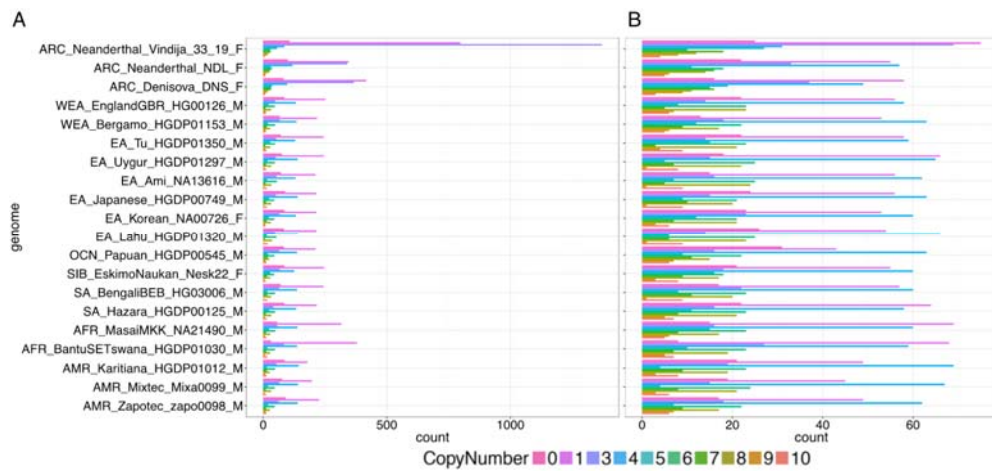 A
B
ARC_Neanderthal_Vindija_33_19_F
ARC_Neanderthal_NDL_F
ARC_Denisova_DNS_F
WEA_EnglandGBR_HG00126_M
WEA_Bergamo_HGDP01153_M
EA_Tu_HGDP01350_M
EA_Uygur_HGDP01297_M
EA_Ami_NA13616_M
EA_Japanese_HGDP00749_M
EA_Korean_NA00726_F
EA_Lahu_HGDP01320_M
OCN_Papuan_HGDP00545_M
SIB_EskimoNaukan_Nesk22_F
SA_BengaliBEB_HG03006_M
SA_Hazara_HGDP00125_M
AFR_MasaiMKK_NA21490_M
AFR_BantuSETswana_HGDP01030_M
AMR_Karitiana_HGDP01012_M
AMR_Mixtec_Mixa0099_M
AMR_Zapotec_zapo0098_M
genome
0 500 1000
0 20 40 60
count
count
CopyNumber 0 1 3 4 5 6 7 8 9 10